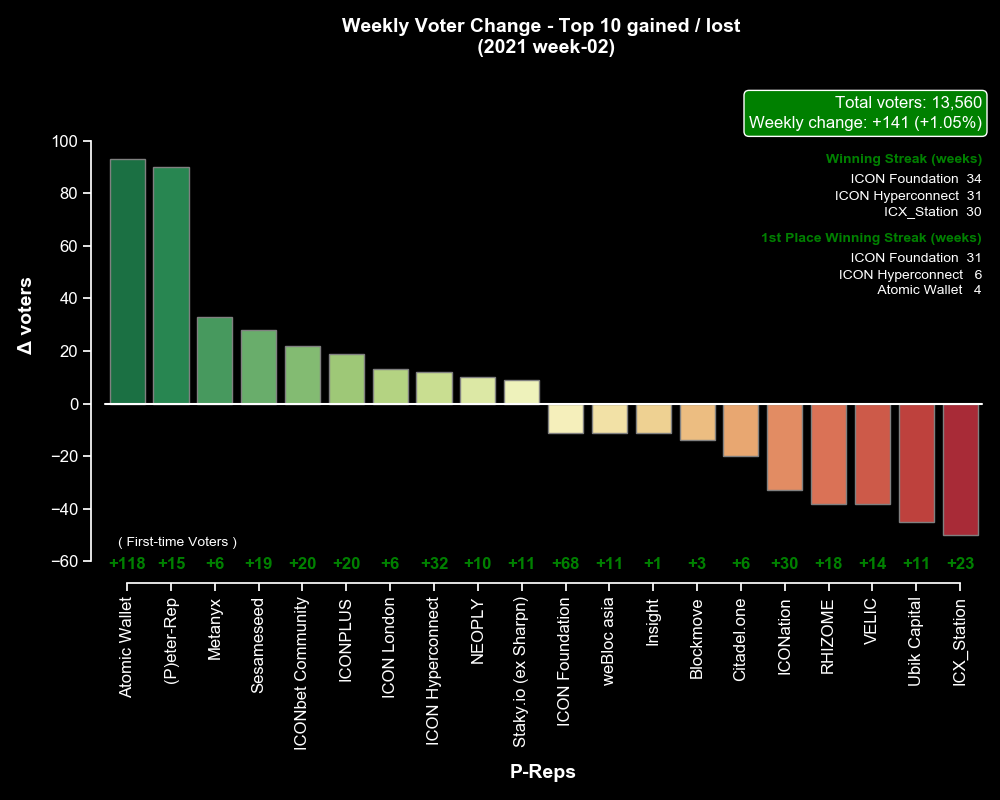 Weekly Voter Change - Top 10 gained / lost
(2021 week-02)
Total voters: 13,560
Weekly change: +141 (+1.05%)
Winning Streak (weeks)
ICON Foundation 34
ICON Hyperconnect 31
ICX_Station 30
1st Place Winning Streak (weeks)
ICON Foundation 31
ICON Hyperconnect 6
Atomic Wallet 4
Δ voters
100
80
60
40
20
0
−20
−40
−60
( First-time Voters )
+118 +15 +6 +19 +20 +20 +6 +32 +10 +11 +68 +11 +1 +3 +6 +30 +18 +14 +11 +23
Atomic Wallet
(P)eter-Rep
Metanyx
Sesameseed
ICONbet Community
ICONPLUS
ICON London
ICON Hyperconnect
NEOPLY
Staky.io (ex Sharpn)
ICON Foundation
weBloc asia
Insight
Blockmove
Citadel.one
ICONation
RHIZOME
VELIC
Ubik Capital
ICX_Station
P-Reps